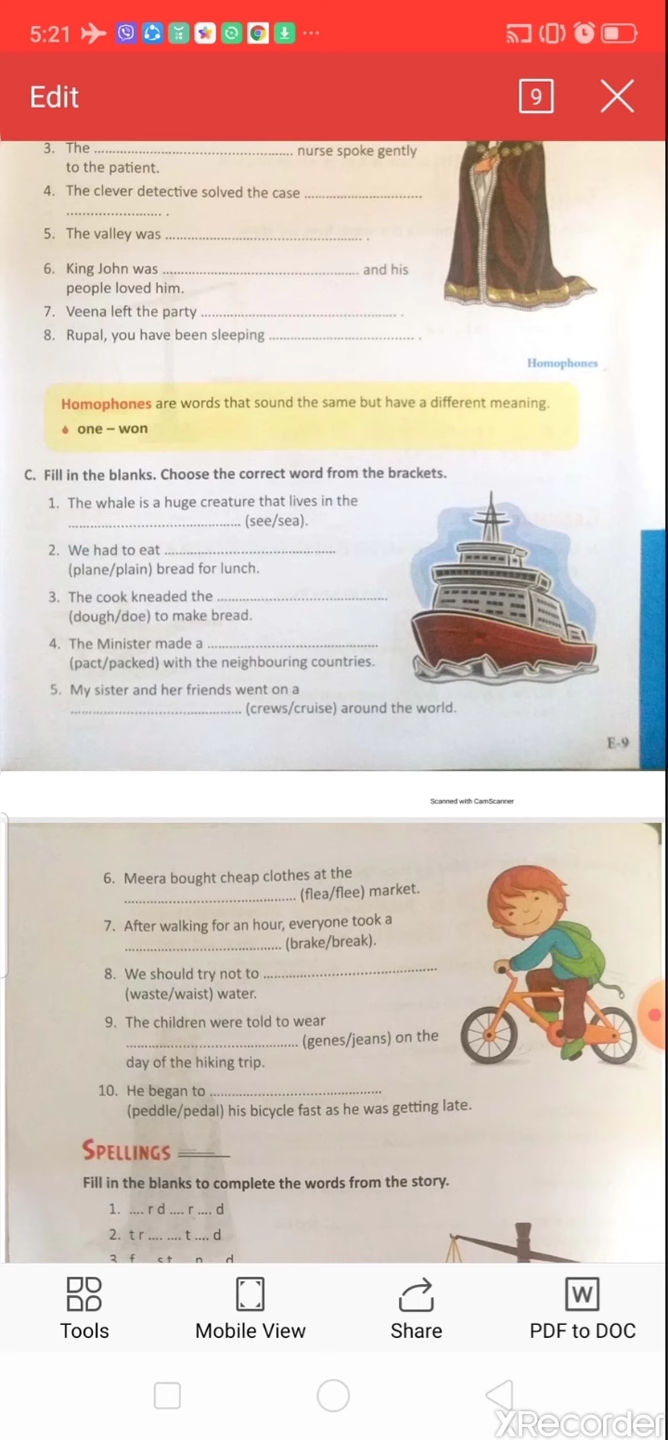 5:21
Edit
9
3. The ........................ nurse spoke gently
to the patient.
4. The clever detective solved the case ........................
........................ .
5. The valley was ........................ .
6. King John was ........................ and his
people loved him.
7. Veena left the party ........................ .
8. Rupal, you have been sleeping ........................ .
Homophones
Homophones are words that sound the same but have a different meaning.
one – won
C. Fill in the blanks. Choose the correct word from the brackets.
1. The whale is a huge creature that lives in the
........................ (see/sea).
2. We had to eat ........................
(plane/plain) bread for lunch.
3. The cook kneaded the ........................
(dough/doe) to make bread.
4. The Minister made a ........................
(pact/packed) with the neighbouring countries.
5. My sister and her friends went on a
........................ (crews/cruise) around the world.
E-9
Scanned with CamScanner
6. Meera bought cheap clothes at the
........................ (flea/flee) market.
7. After walking for an hour, everyone took a
........................ (brake/break).
8. We should try not to ........................
(waste/waist) water.
9. The children were told to wear
........................ (genes/jeans) on the
day of the hiking trip.
10. He began to ........................
(peddle/pedal) his bicycle fast as he was getting late.
SPELLINGS
Fill in the blanks to complete the words from the story.
1. .... r d .... r .... d
2. t r .... .... t .... d
Tools
Mobile View
Share
W
PDF to DOC
XRecorder